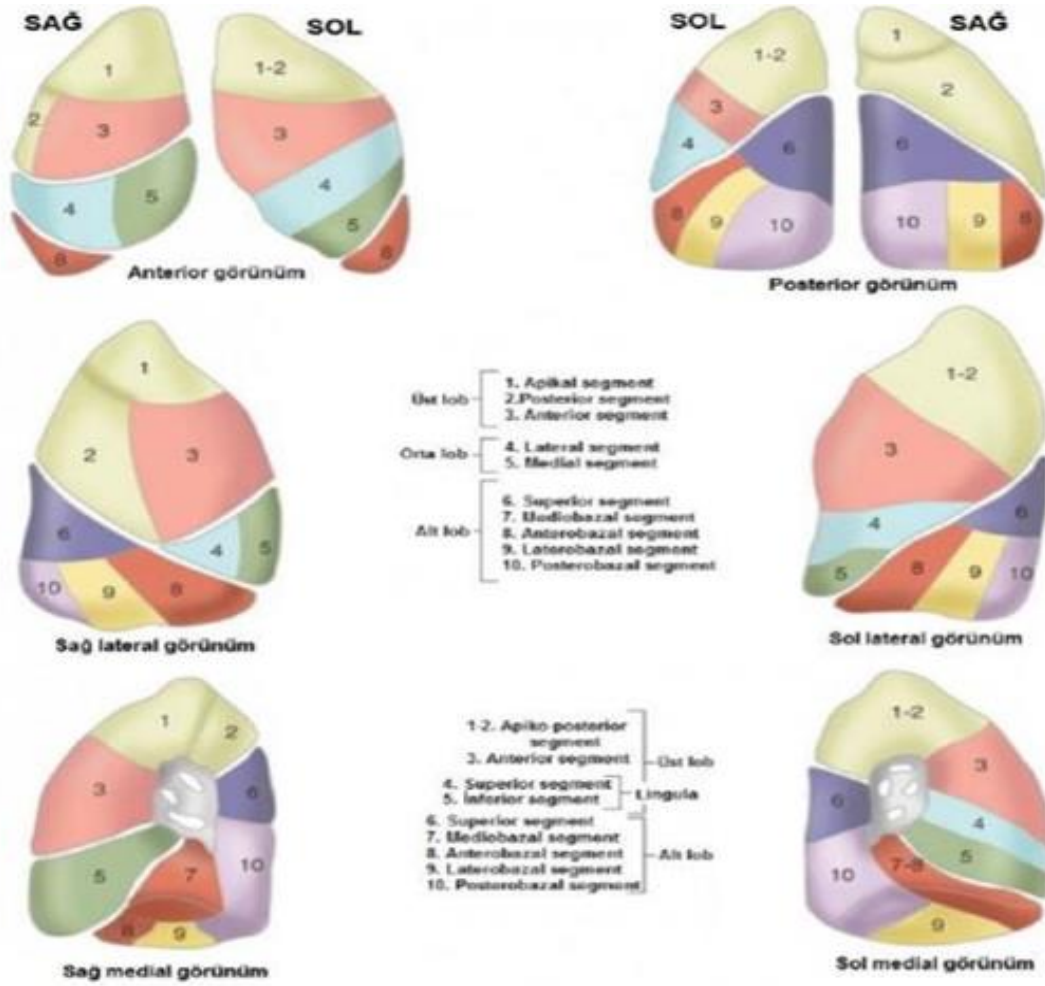 SAĞ
SOL
1
1-2
2
3
3
4
5
4
5
8
8
Anterior görünüm
SOL
SAĞ
1
1-2
2
3
4
6
6
8
9
10
10
9
8
Posterior görünüm
1
2
3
6
4
5
10
9
8
Sağ lateral görünüm
Üst lob
1. Apikal segment
2.Posterior segment
3. Anterior segment
Orta lob
4. Lateral segment
5. Medial segment
Alt lob
6. Superior segment
7. Mediobazal segment
8. Anterobazal segment
9. Laterobazal segment
10. Posterobazal segment
1-2
3
4
6
5
8
9
10
Sol lateral görünüm
1
2
3
6
5
7
10
8
9
Sağ medial görünüm
1-2. Apiko posterior
segment
3. Anterior segment
Üst lob
4. Superior segment
5. İnferior segment
Lingula
6. Superior segment
7. Mediobazal segment
8. Anterobazal segment
9. Laterobazal segment
10. Posterobazal segment
Alt lob
1-2
3
6
4
5
7-8
10
9
Sol medial görünüm